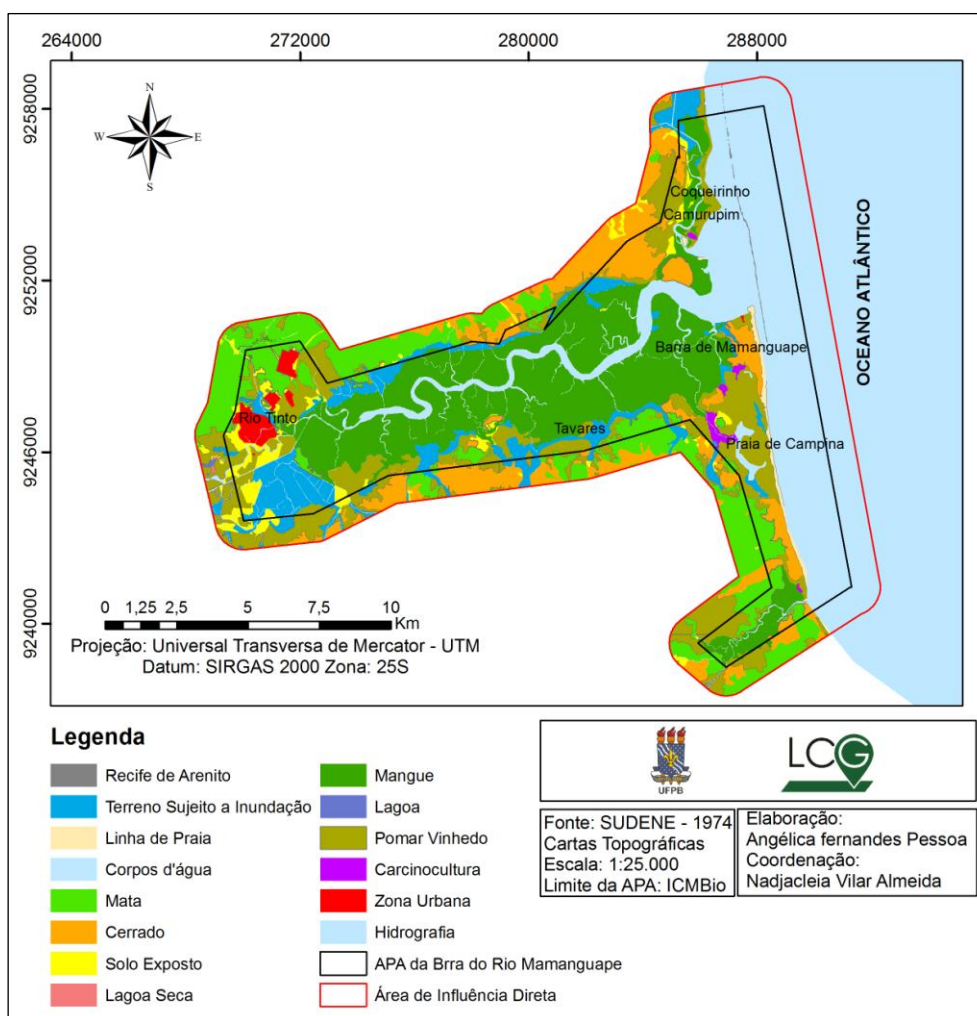 264000 272000 280000 288000
9258000
9252000
9246000
9240000
N
W E
S
Coqueirinho
Camurupim
OCEANO ATLÂNTICO
Barra de Mamanguape
Rio Tinto
Tavares
Praia de Campina
0 1,25 2,5 5 7,5 10
Km
Projeção: Universal Transversa de Mercator - UTM
Datum: SIRGAS 2000 Zona: 25S
Legenda
Recife de Arenito
Terreno Sujeito a Inundação
Linha de Praia
Corpos d'água
Mata
Cerrado
Solo Exposto
Lagoa Seca
Mangue
Lagoa
Pomar Vinhedo
Carcinocultura
Zona Urbana
Hidrografia
APA da Brra do Rio Mamanguape
Área de Influência Direta
UFPB
LCG
Fonte: SUDENE - 1974
Cartas Topográficas
Escala: 1:25.000
Limite da APA: ICMBio
Elaboração:
Angélica fernandes Pessoa
Coordenação:
Nadjacleia Vilar Almeida